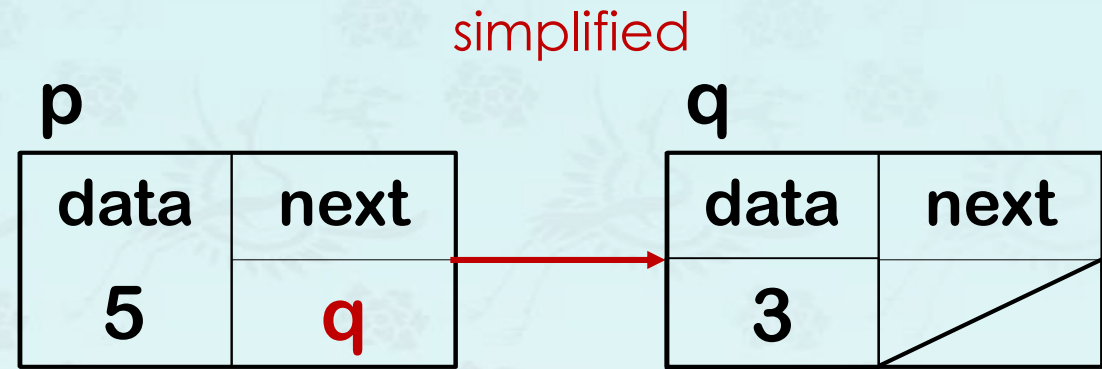 simplified
p q
data next data next
5 q 3